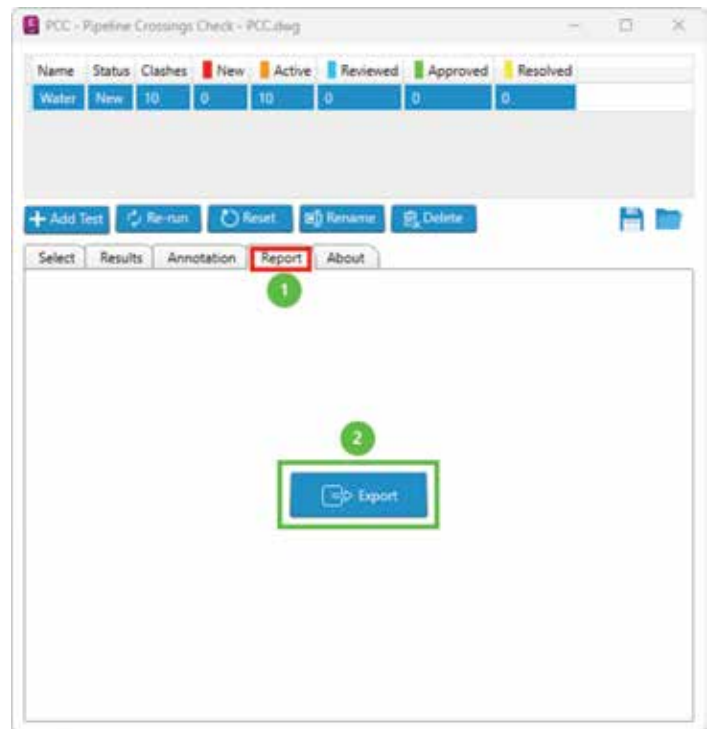 PCC - Pipeline Crossings Check - PCC.dwg
Name Status Clashes New Active Reviewed Approved Resolved
Water New 10 0 10 0 0 0
Add Test Re-run Reset Rename Delete
Select Results Annotation Report About
1
2
Export